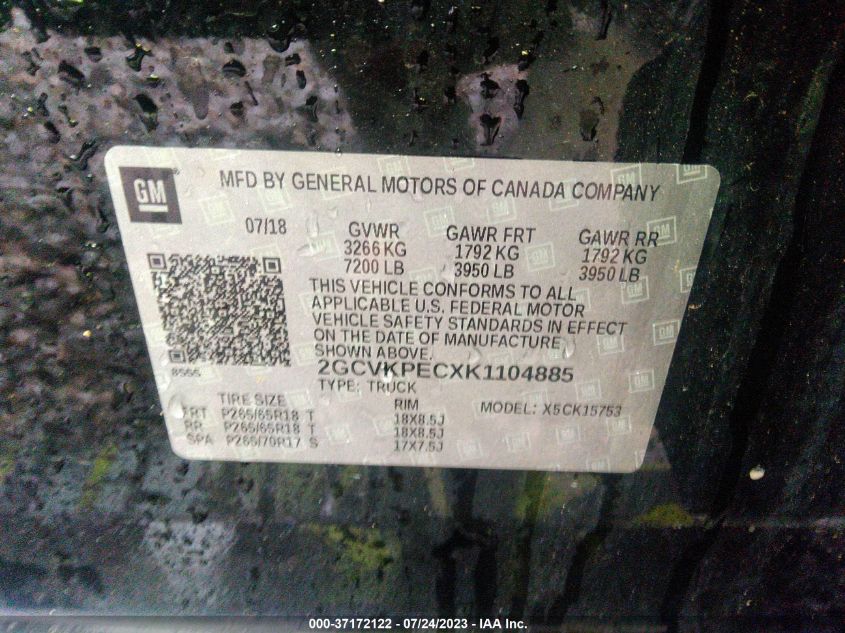 GM
MFD BY GENERAL MOTORS OF CANADA COMPANY
07/18 GVWR GAWR FRT GAWR RR
3266 KG 1792 KG 1792 KG
7200 LB 3950 LB 3950 LB
THIS VEHICLE CONFORMS TO ALL
APPLICABLE U.S. FEDERAL MOTOR
VEHICLE SAFETY STANDARDS IN EFFECT
ON THE DATE OF MANUFACTURE
SHOWN ABOVE.
2GCVKPECXK1104885
TYPE: TRUCK
TIRE SIZE RIM MODEL: X5CK15753
FRT P265/65R18 T 18X8.5J
RR P265/65R18 T 18X8.5J
SPA P265/70R17 S 17X7.5J
000-37172122 - 07/24/2023 - IAA Inc.